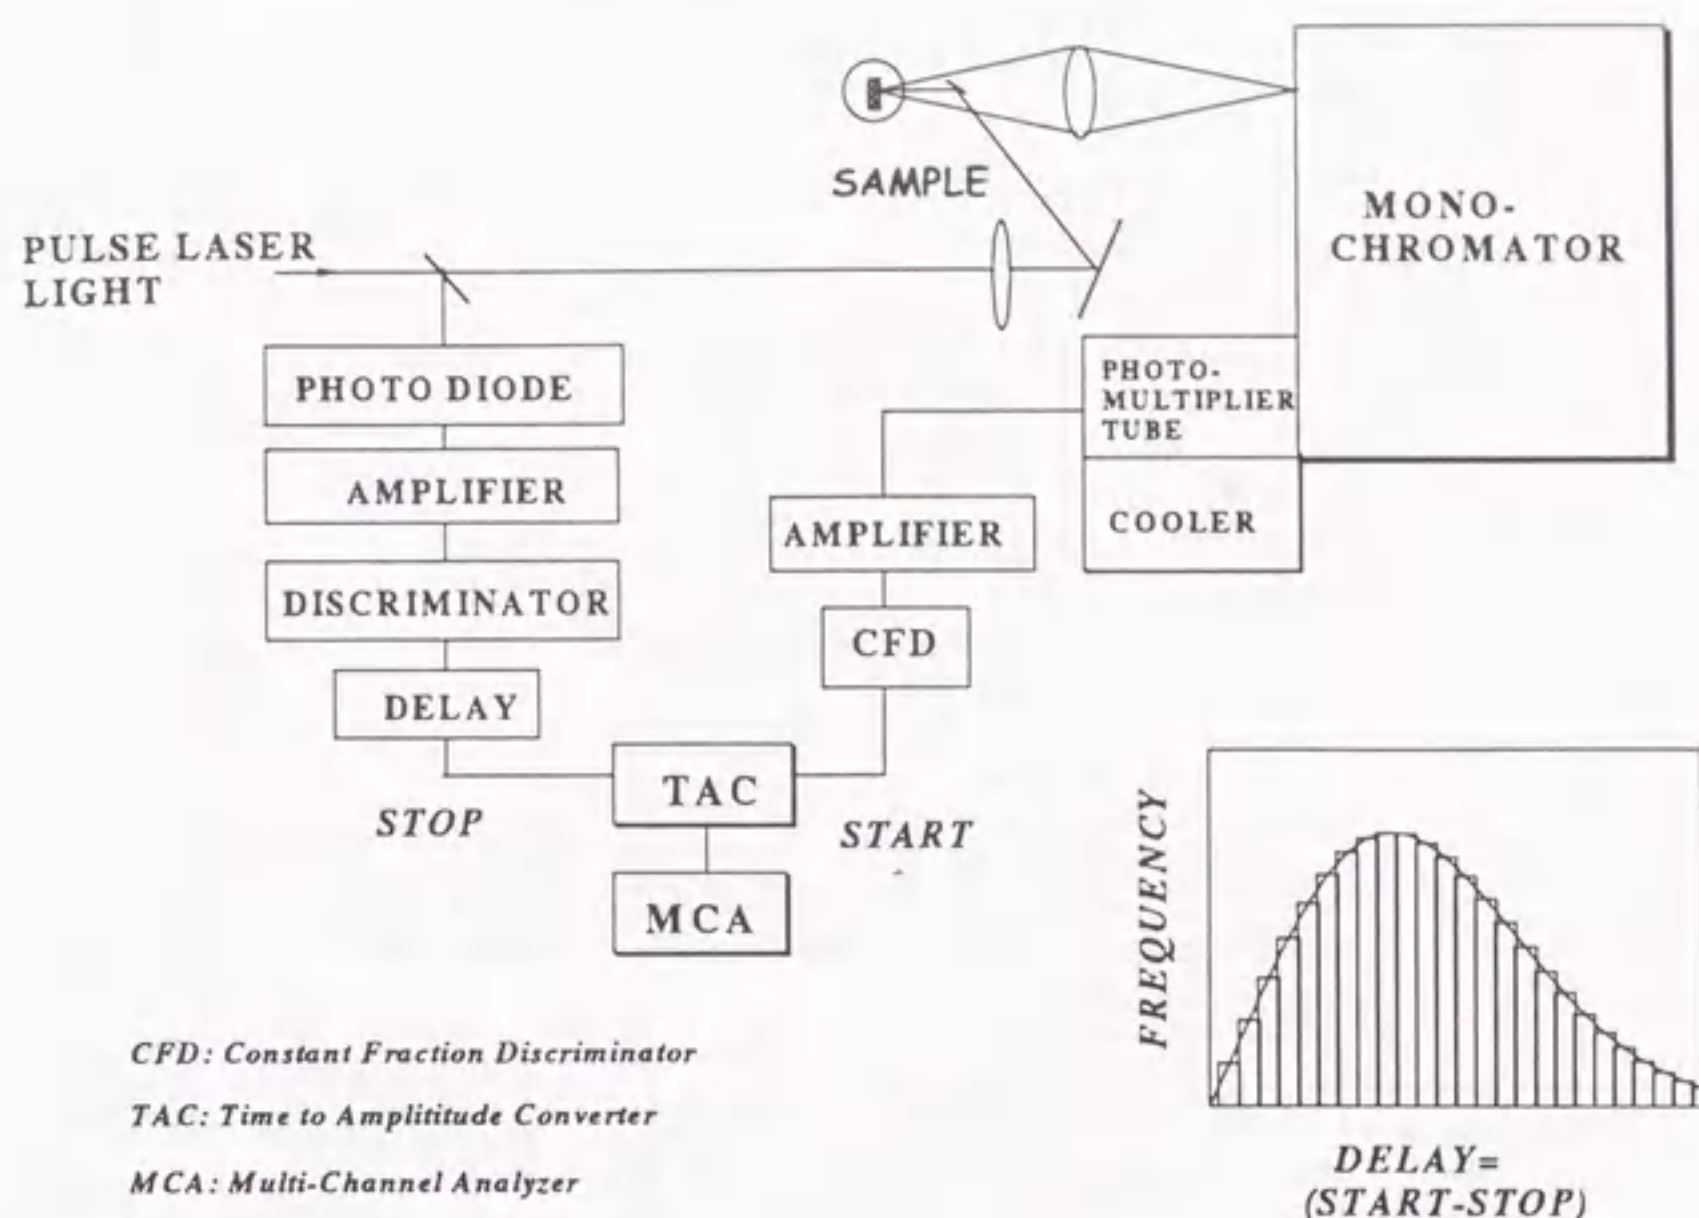 SAMPLE
MONO-
CHROMATOR
PULSE LASER
LIGHT
PHOTO DIODE
AMPLIFIER
DISCRIMINATOR
DELAY
PHOTO-
MULTIPLIER
TUBE
COOLER
AMPLIFIER
CFD
TAC
STOP
START
MCA
CFD: Constant Fraction Discriminator
TAC: Time to Amplititude Converter
MCA: Multi-Channel Analyzer
FREQUENCY
DELAY=
(START-STOP)